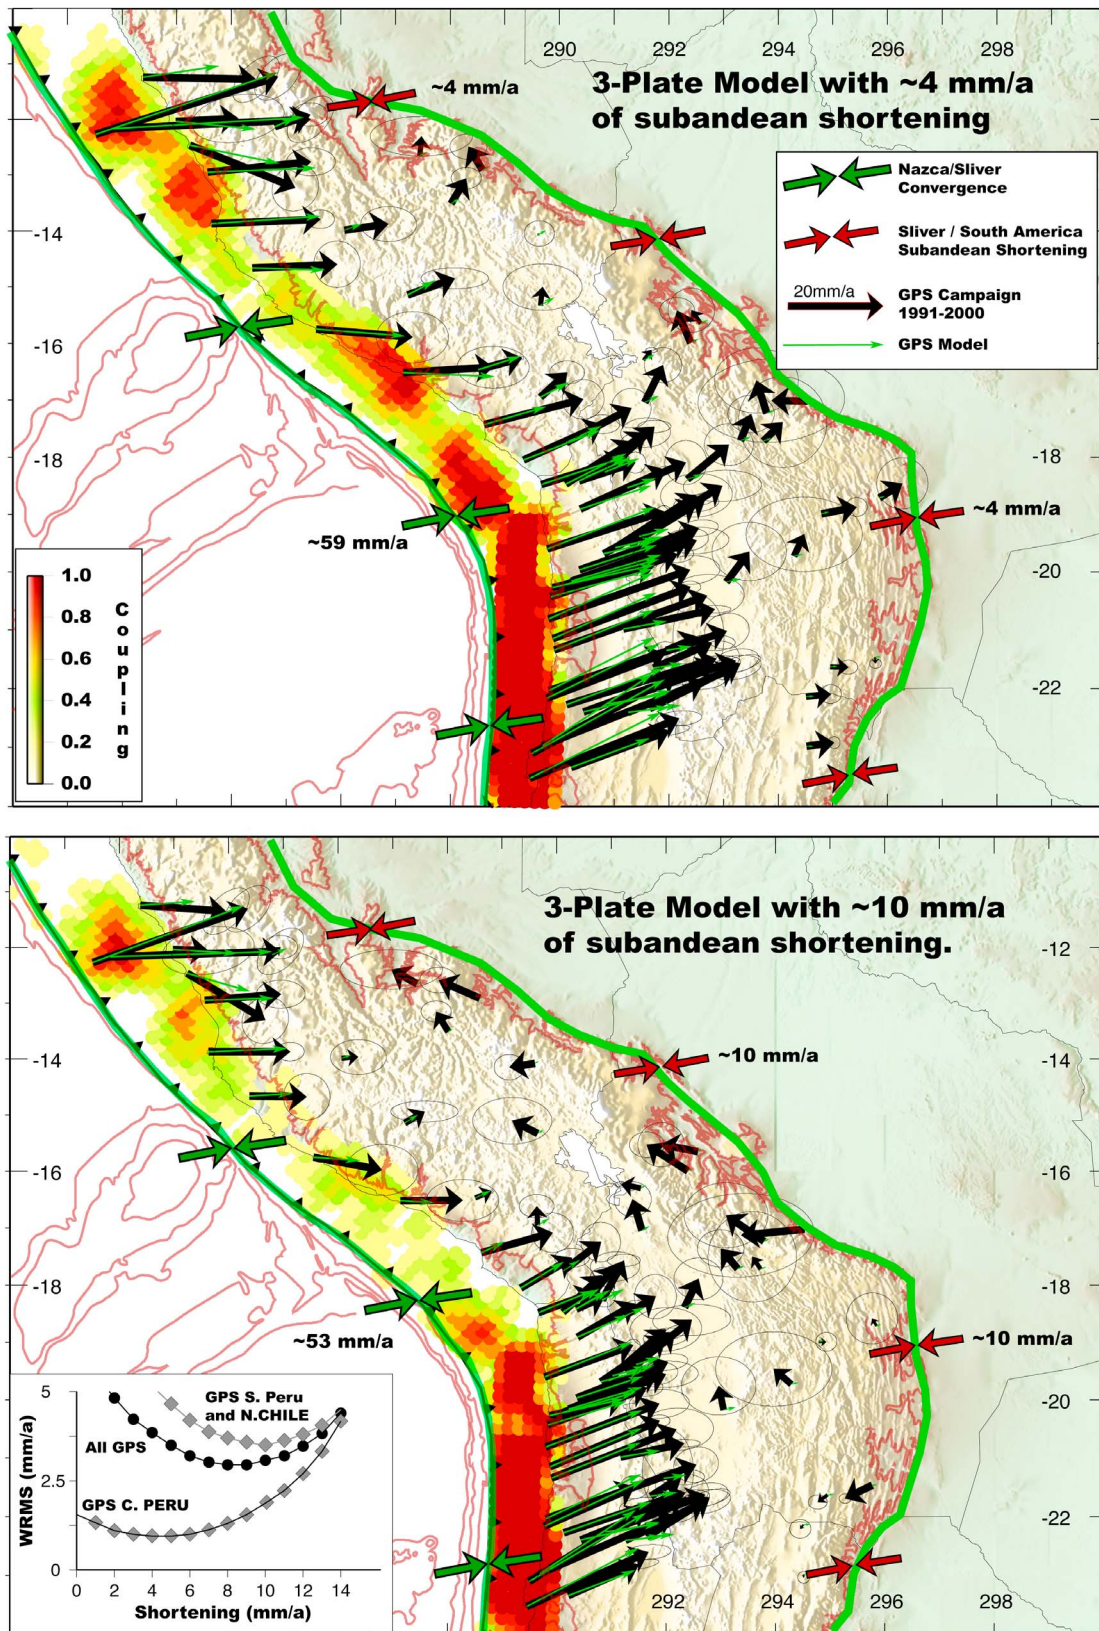 290 292 294 296 298
3-Plate Model with ~4 mm/a
of subandean shortening
~4 mm/a
Nazca/Sliver
Convergence
Sliver / South America
Subandean Shortening
20mm/a
GPS Campaign
1991-2000
GPS Model
-14
-16
-18
-18
~4 mm/a
~59 mm/a
-20
-22
1.0
0.8
0.6
0.4
0.2
0.0
Coupling
3-Plate Model with ~10 mm/a
of subandean shortening.
-12
-14
~10 mm/a
-14
-16
-16
-18
-18
~53 mm/a
~10 mm/a
-20
-22
5
2.5
0
WRMS (mm/a)
GPS S. Peru
and N.CHILE
All GPS
GPS C. PERU
0 2 4 6 8 10 12 14
Shortening (mm/a)
292 294 296 298